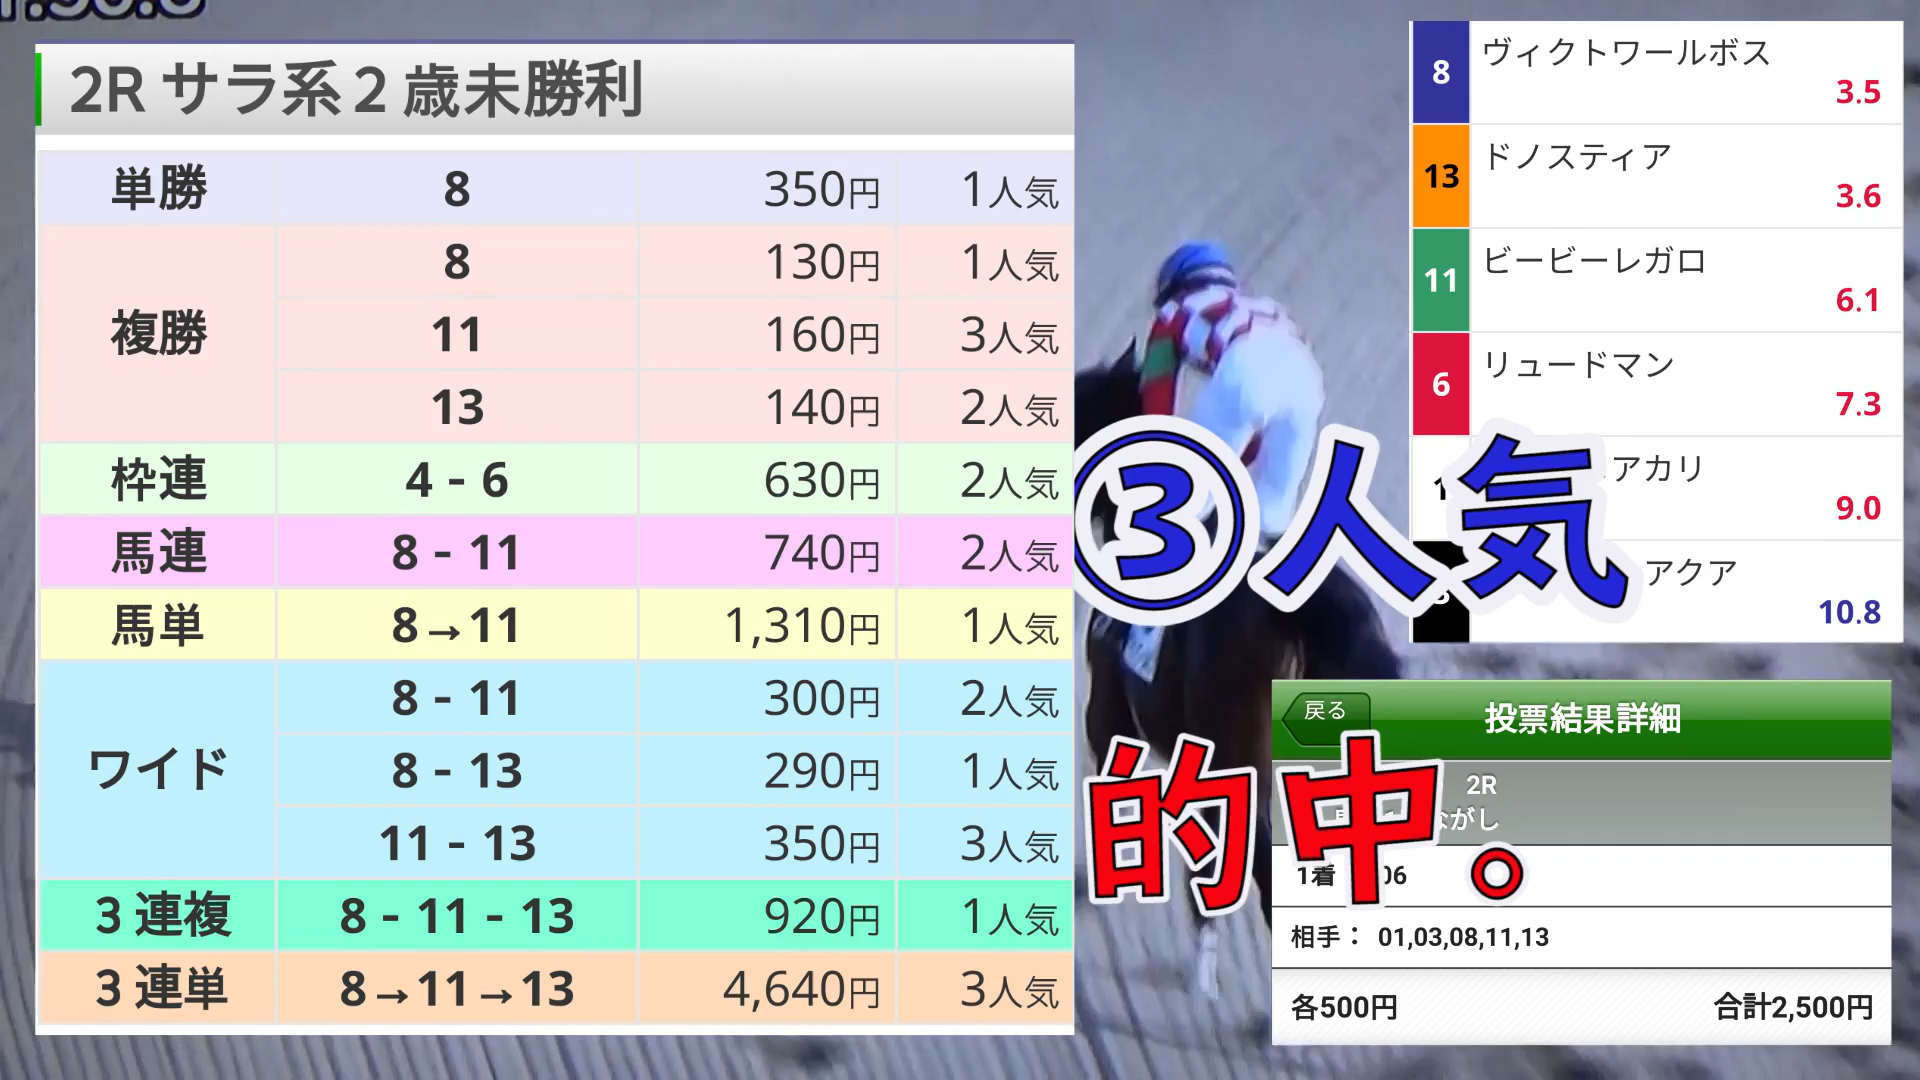 2R サラ系２歳未勝利
単勝 8 350円 1人気
複勝 8 130円 1人気
11 160円 3人気
13 140円 2人気
枠連 4 - 6 630円 2人気
馬連 8 - 11 740円 2人気
馬単 8→11 1,310円 1人気
ワイド 8 - 11 300円 2人気
8 - 13 290円 1人気
11 - 13 350円 3人気
３連複 8 - 11 - 13 920円 1人気
３連単 8→11→13 4,640円 3人気
8 ヴィクトワールボス
3.5
13 ドノスティア
3.6
11 ビービーレガロ
6.1
6 リュードマン
7.3
アカリ
9.0
アクア
10.8
③人気
的中。
戻る 投票結果詳細
2R
ながし
1着 06
相手： 01,03,08,11,13
各500円 合計2,500円